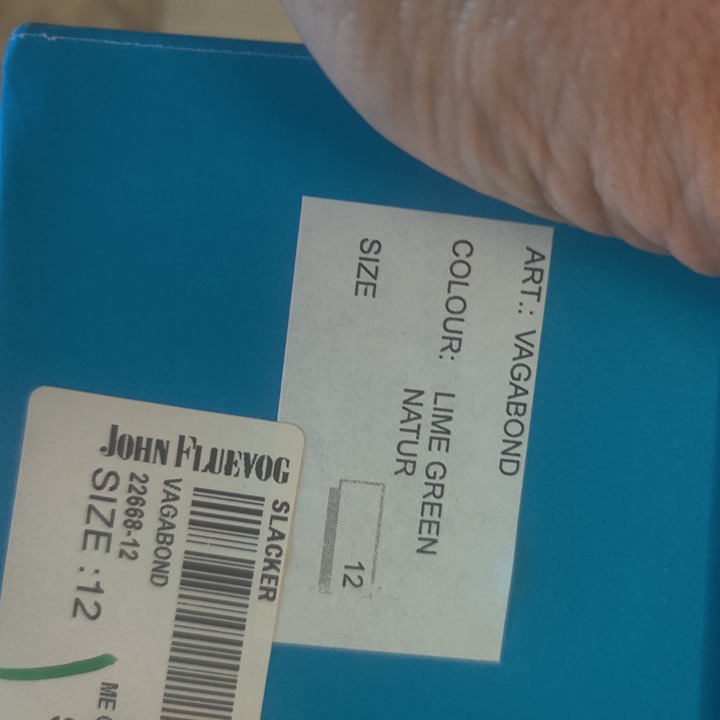 ART.: VAGABOND
COLOUR: LIME GREEN
NATUR
SIZE 12
JOHN FLUEVOG
SLACKER
VAGABOND
22668-12
SIZE : 12